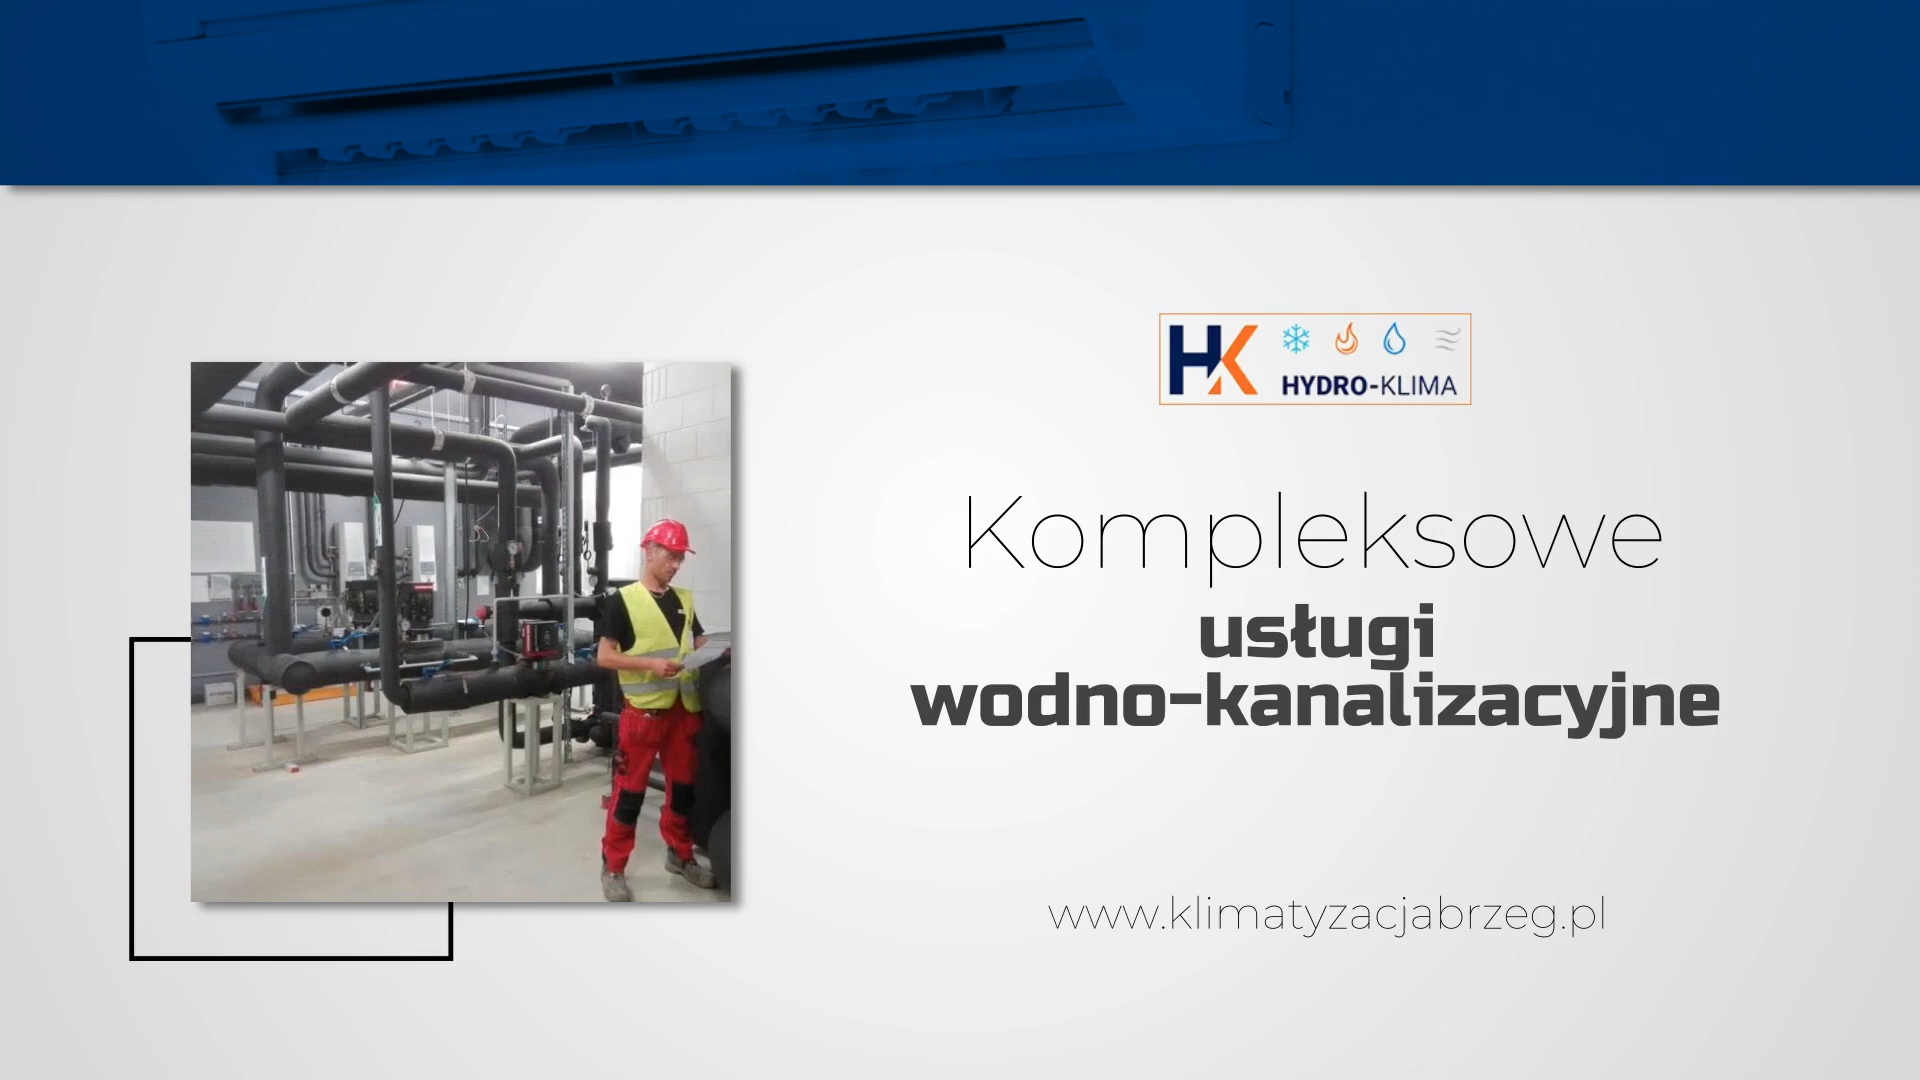 HK
HYDRO-KLIMA
Kompleksowe
usługi
wodno-kanalizacyjne
www.klimatyzacjabrzeg.pl